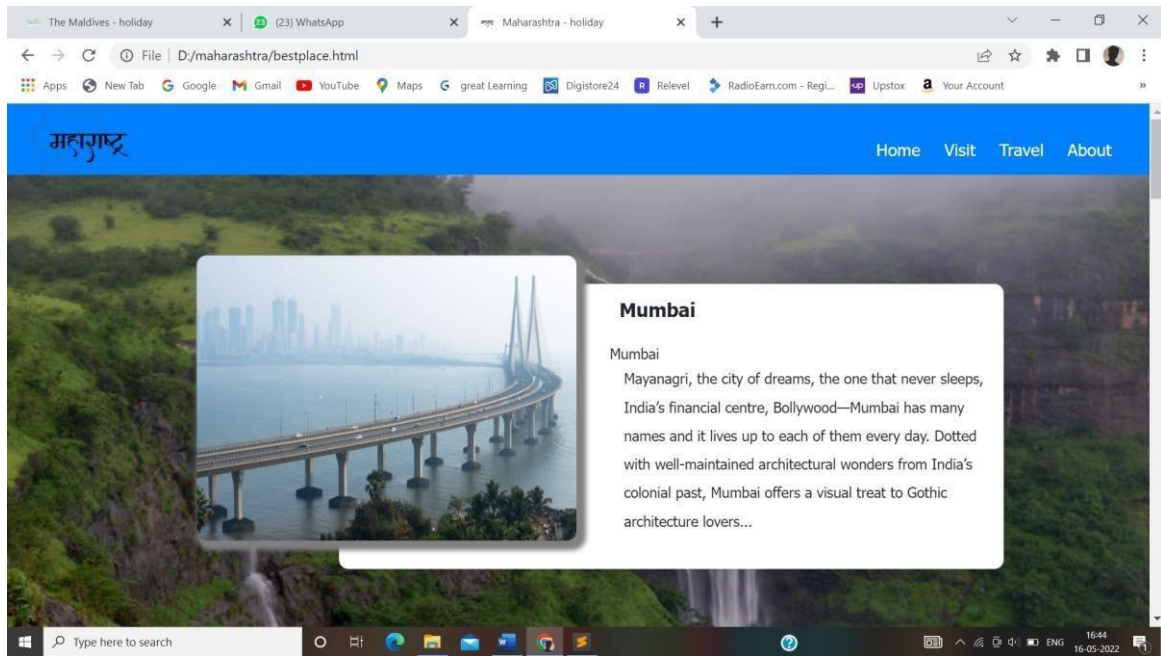 The Maldives - holiday
(23) WhatsApp
Maharashtra - holiday
File D:/maharashtra/bestplace.html
Apps New Tab Google Gmail YouTube Maps great Learning Digistore24 Relevel RadioEarn.com - Regi... Upstox Your Account
महाराष्ट्र
Home Visit Travel About
Mumbai
Mumbai
Mayanagri, the city of dreams, the one that never sleeps,
India’s financial centre, Bollywood—Mumbai has many
names and it lives up to each of them every day. Dotted
with well-maintained architectural wonders from India’s
colonial past, Mumbai offers a visual treat to Gothic
architecture lovers...
Type here to search
ENG
16:44
16-05-2022